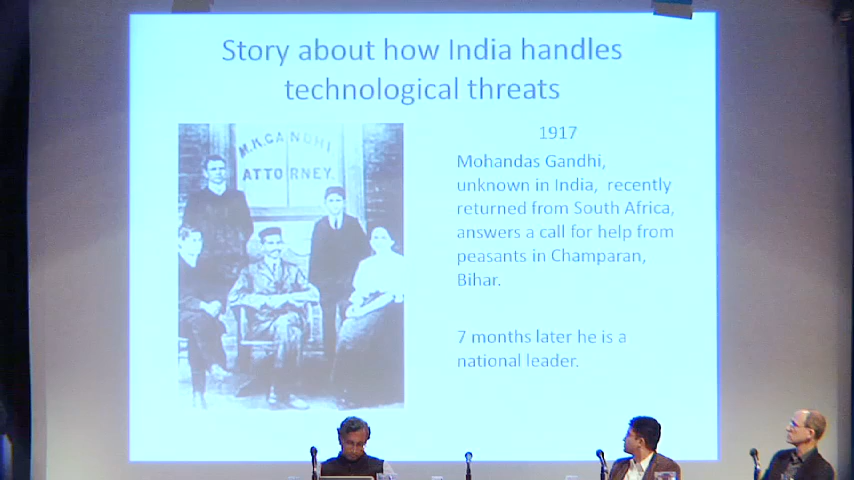 Story about how India handles
technological threats
M.K.GANDHI
ATTORNEY.
1917
Mohandas Gandhi,
unknown in India, recently
returned from South Africa,
answers a call for help from
peasants in Champaran,
Bihar.
7 months later he is a
national leader.